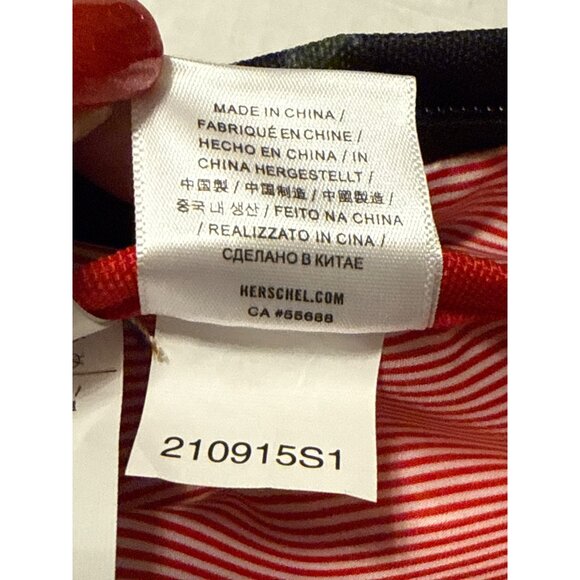 MADE IN CHINA /
FABRIQUÉ EN CHINE /
HECHO EN CHINA / IN
CHINA HERGESTELLT /
中国製 / 中国制造 / 中國製造 /
중국 내 생산 / FEITO NA CHINA
/ REALIZZATO IN CINA /
СДЕЛАНО В КИТАЕ
HERSCHEL.COM
CA #55688
210915S1